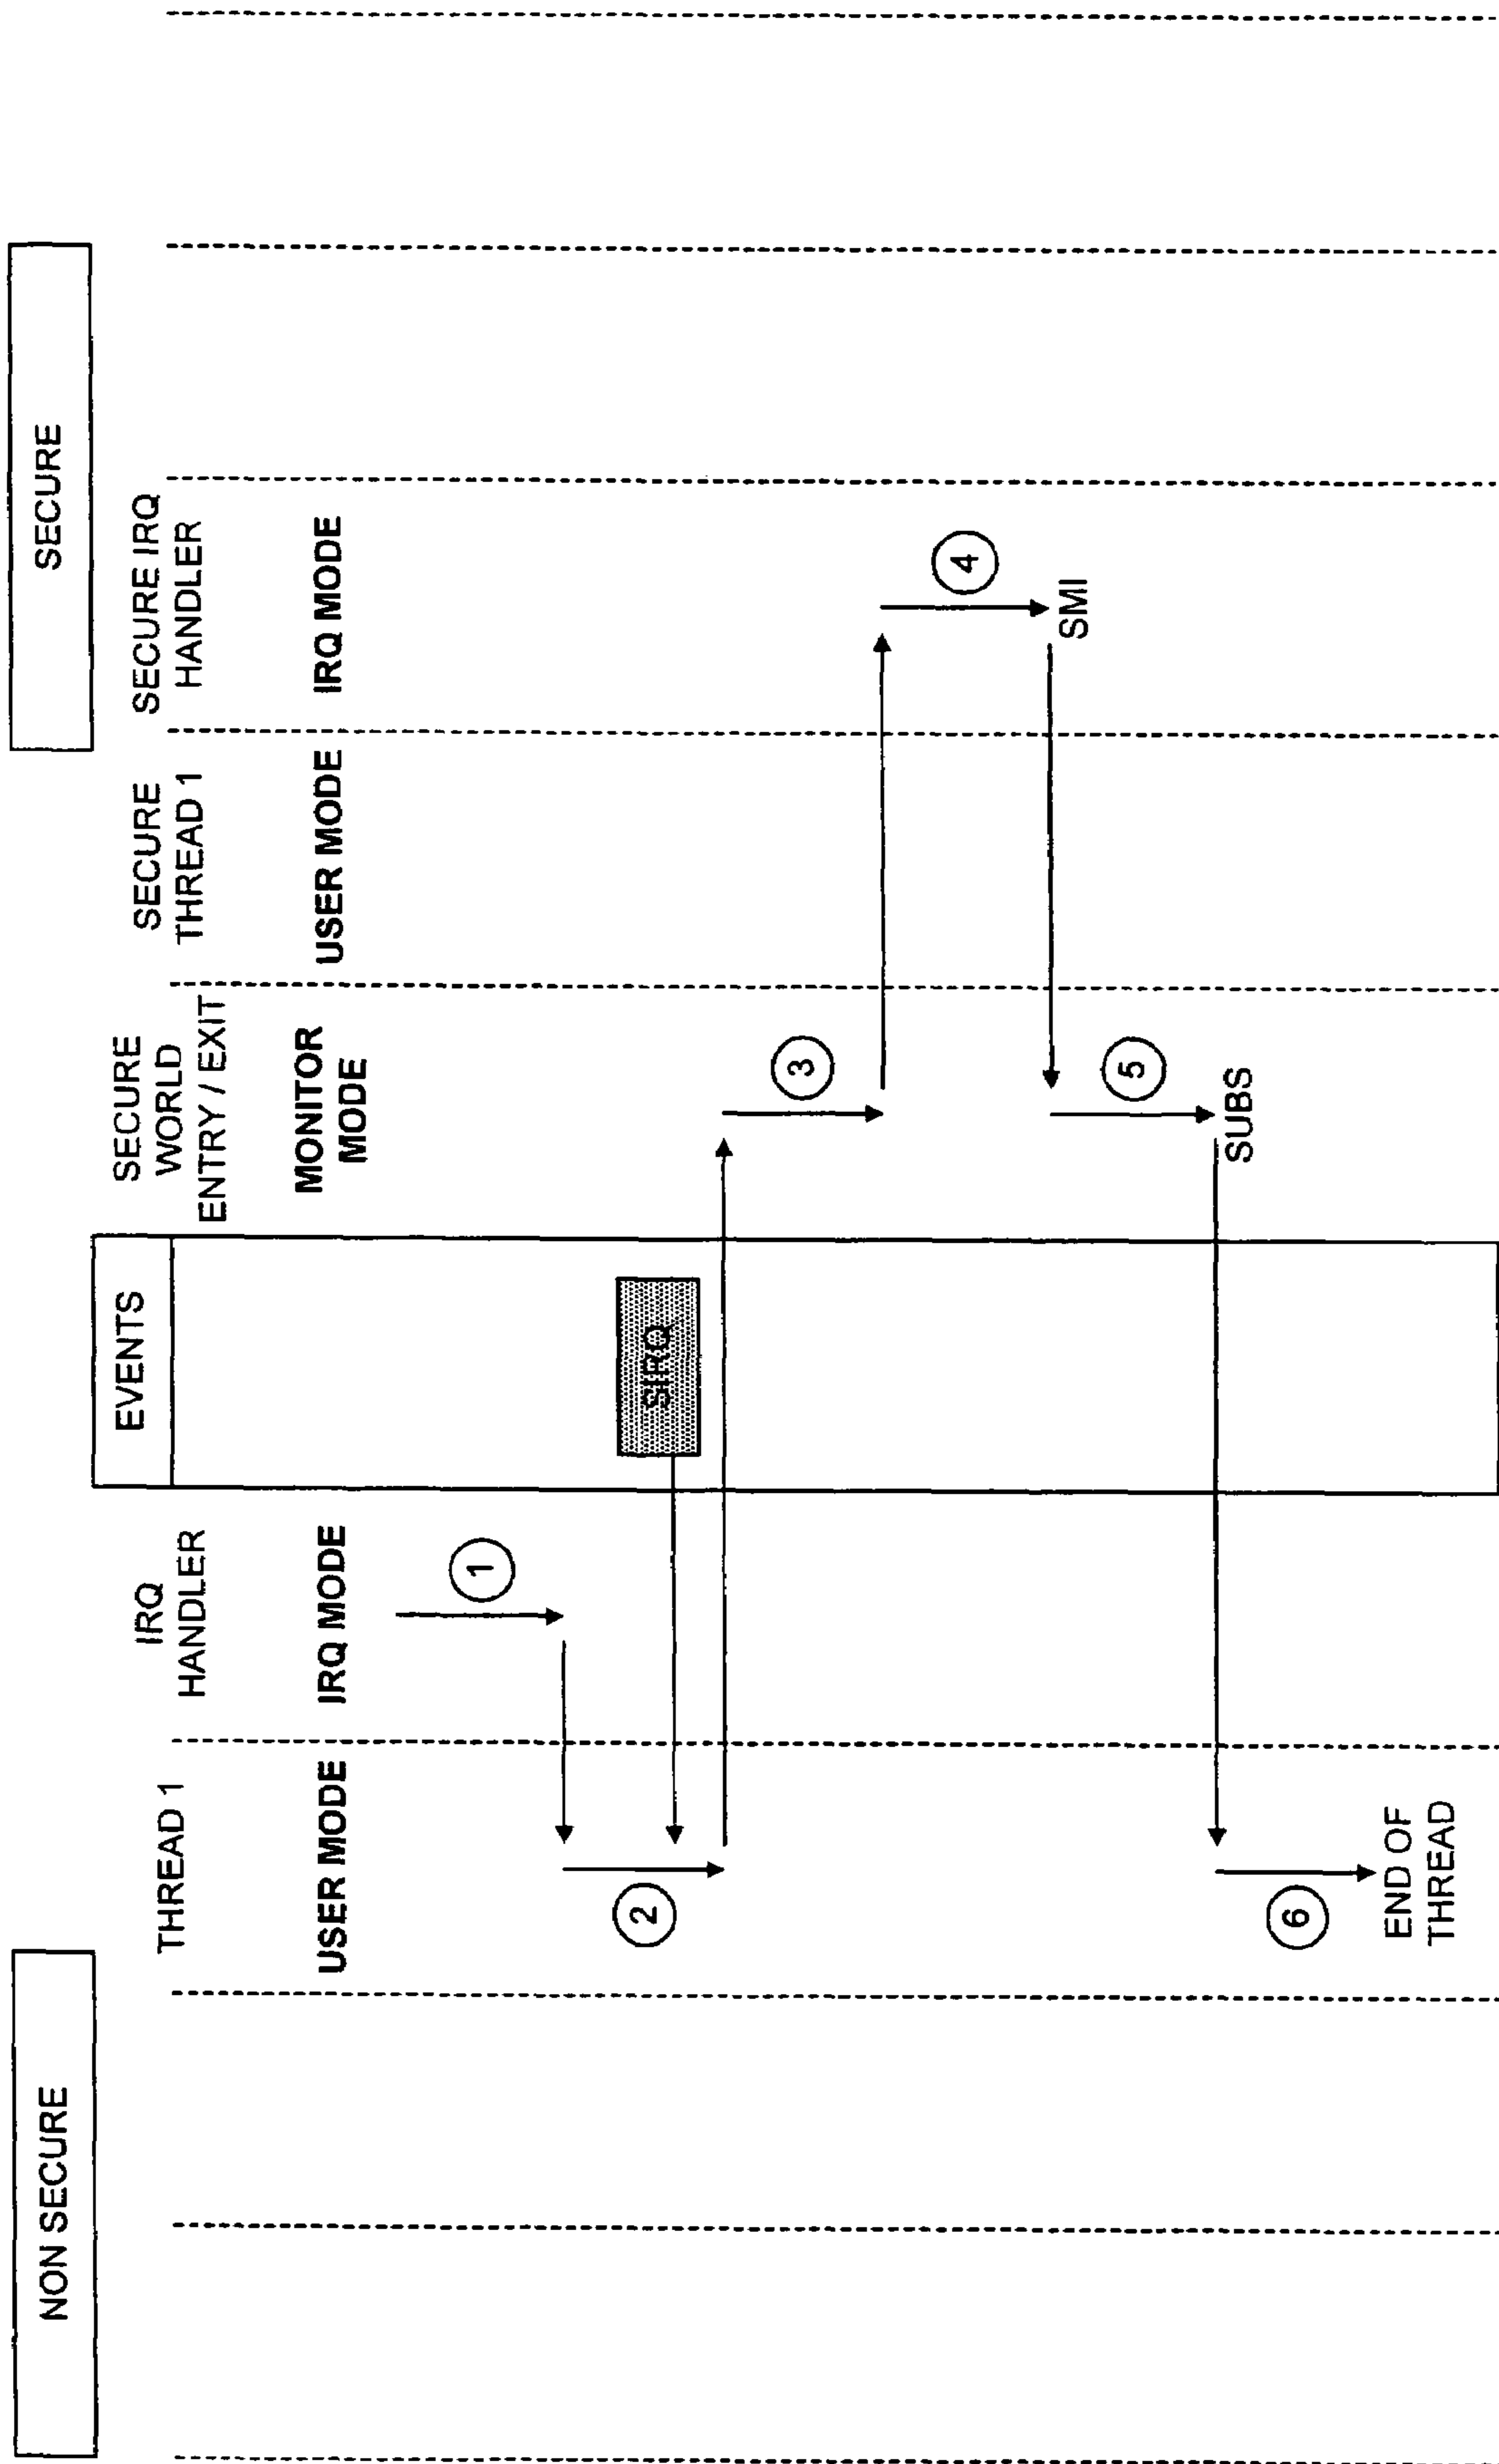 NON SECURE
SECURE
EVENTS
THREAD 1
IRQ
HANDLER
SECURE
WORLD
ENTRY / EXIT
SECURE
THREAD 1
SECURE IRQ
HANDLER
USER MODE
IRQ MODE
MONITOR
MODE
USER MODE
IRQ MODE
1
2
SIRQ
3
4
SMI
5
SUBS
6
END OF
THREAD